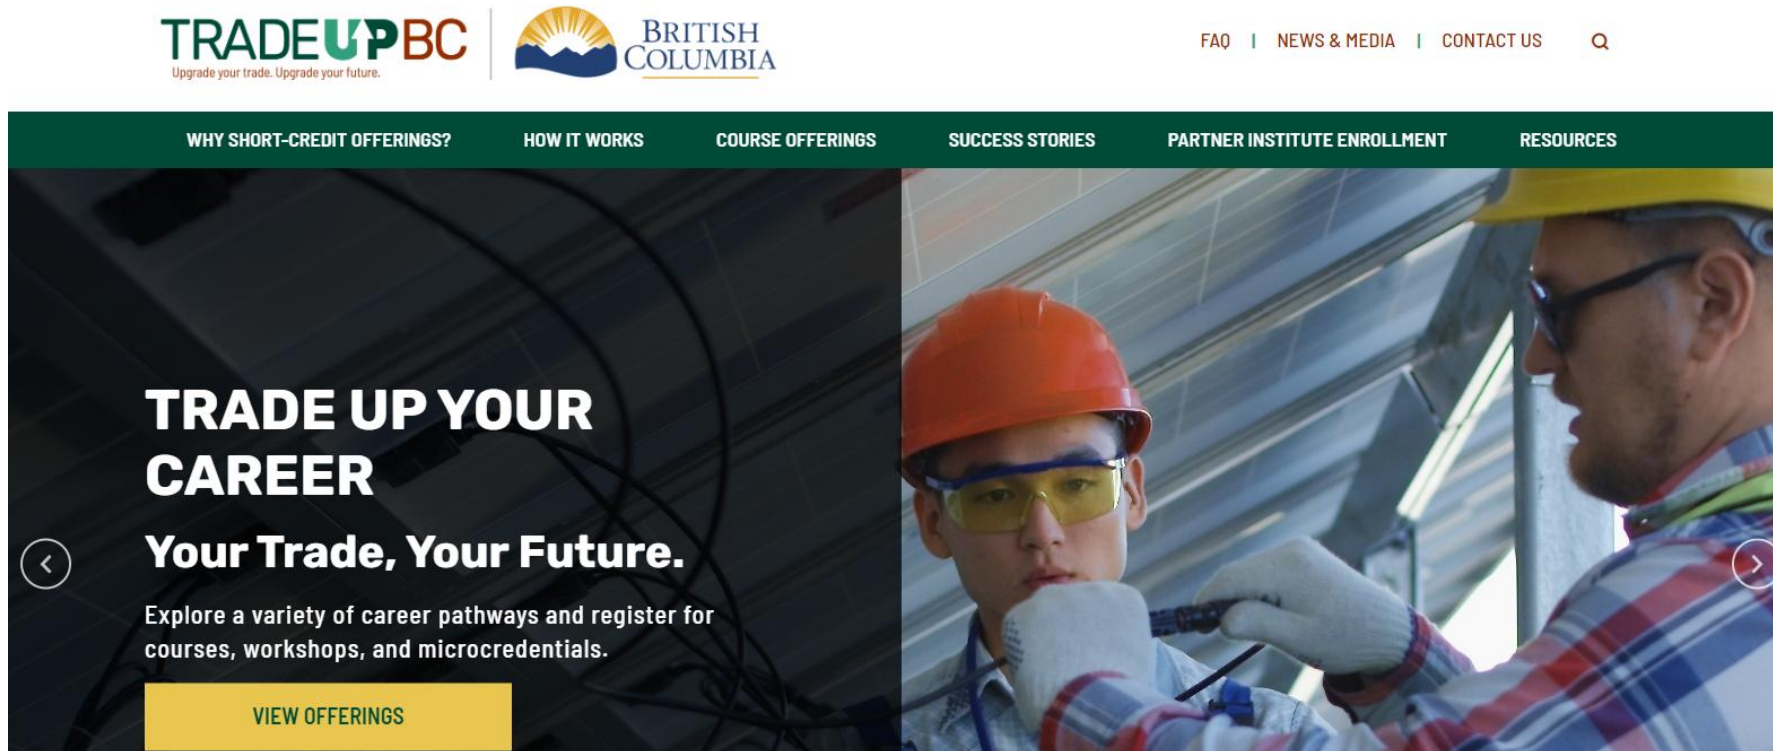 TRADEUPBC
Upgrade your trade. Upgrade your future.
BRITISH
COLUMBIA
FAQ | NEWS & MEDIA | CONTACT US
WHY SHORT-CREDIT OFFERINGS? HOW IT WORKS COURSE OFFERINGS SUCCESS STORIES PARTNER INSTITUTE ENROLLMENT RESOURCES
TRADE UP YOUR
CAREER
Your Trade, Your Future.
Explore a variety of career pathways and register for
courses, workshops, and microcredentials.
VIEW OFFERINGS